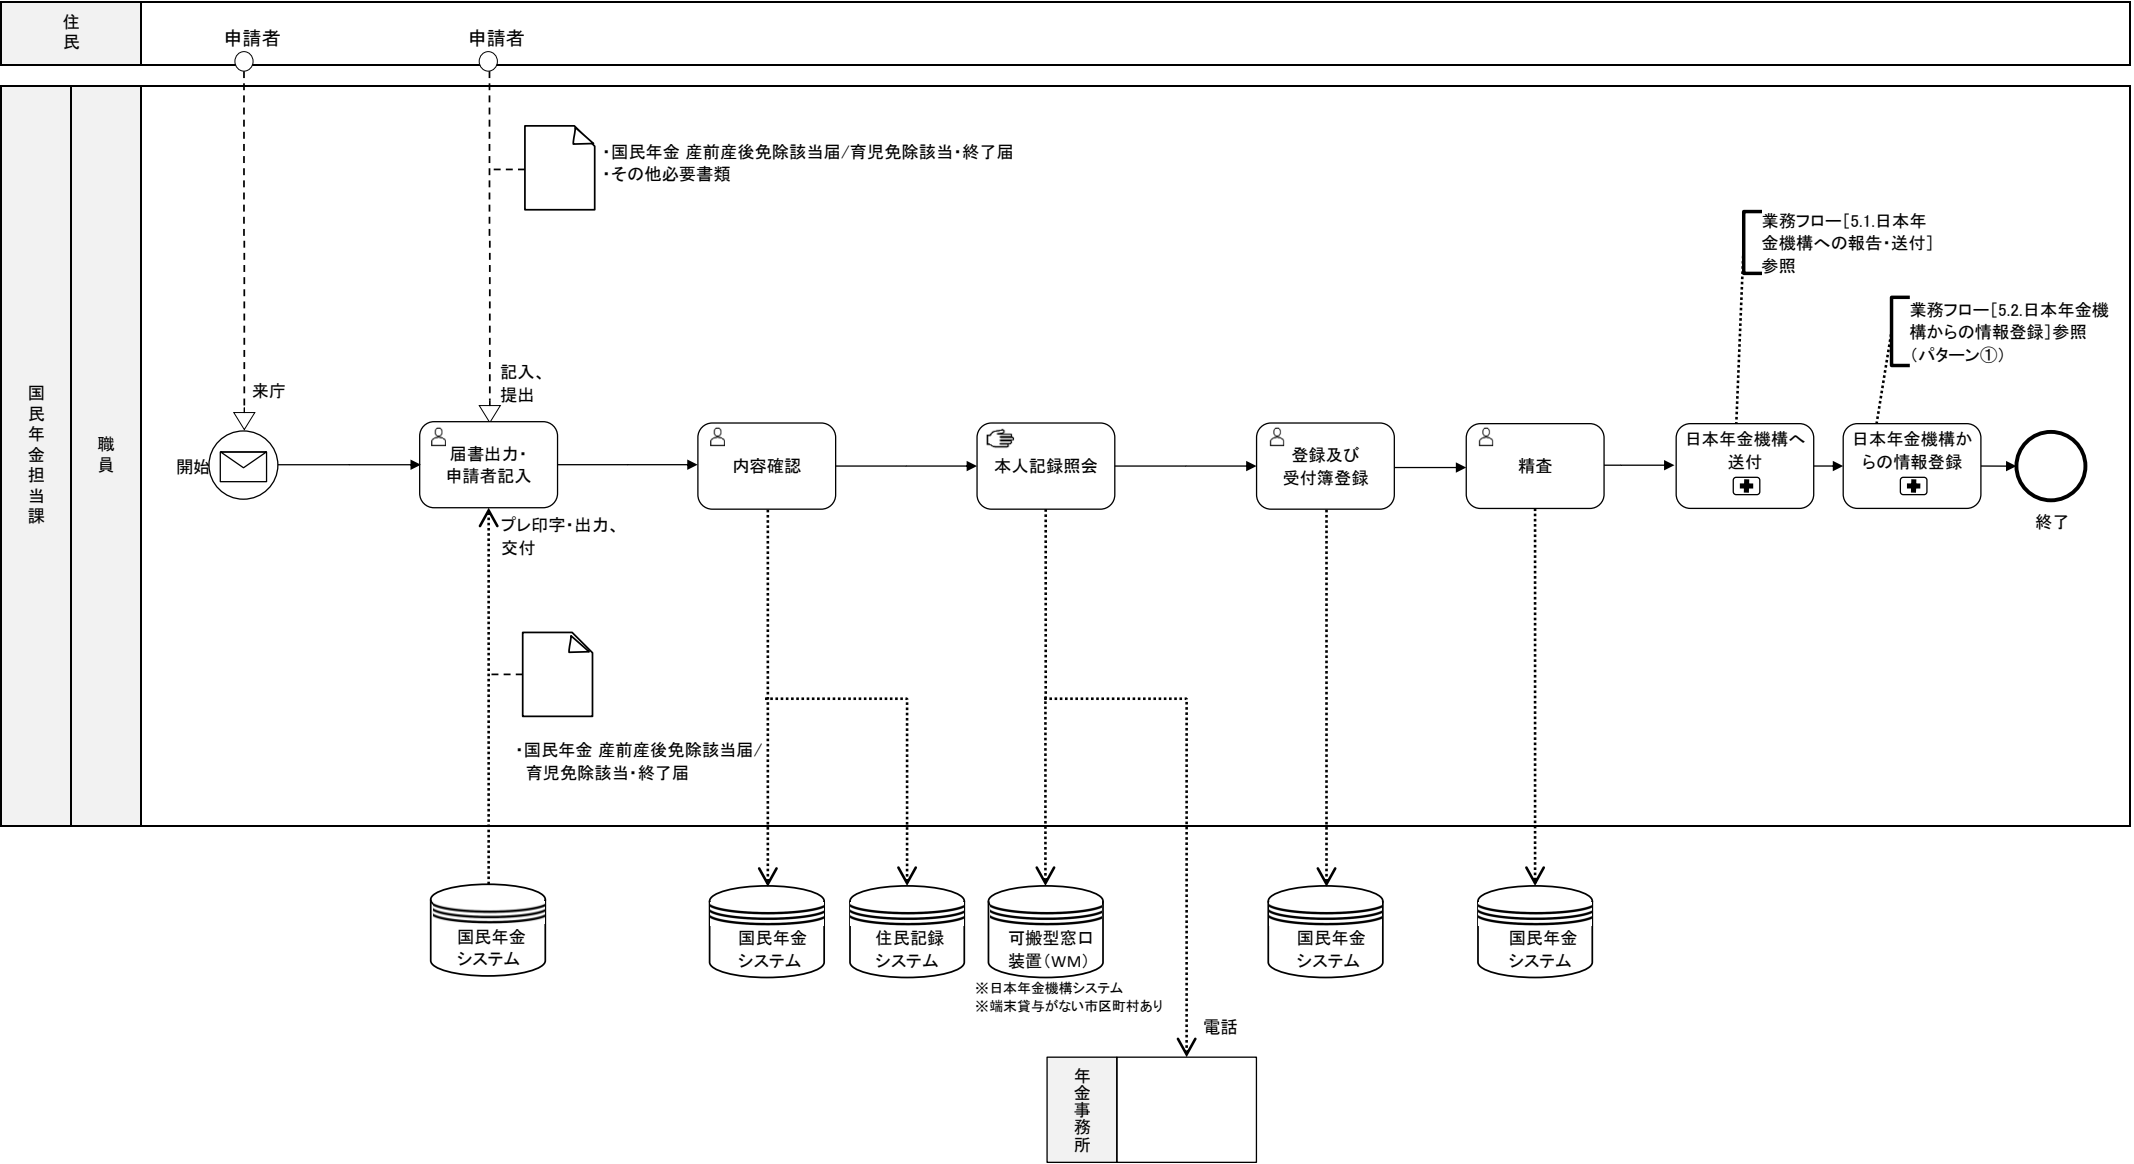 住民
申請者
申請者
国民年金担当課
職員
・国民年金 産前産後免除該当届/育児免除該当・終了届
・その他必要書類
業務フロー[5.1.日本年
金機構への報告・送付]
参照
業務フロー[5.2.日本年金機
構からの情報登録]参照
（パターン①）
来庁
記入、
提出
開始
届書出力・
申請者記入
内容確認
本人記録照会
登録及び
受付簿登録
精査
日本年金機構へ
送付
日本年金機構か
らの情報登録
終了
プレ印字・出力、
交付
・国民年金 産前産後免除該当届/
育児免除該当・終了届
国民年金
システム
国民年金
システム
住民記録
システム
可搬型窓口
装置（WM）
※日本年金機構システム
※端末貸与がない市区町村あり
国民年金
システム
国民年金
システム
電話
年金事務所